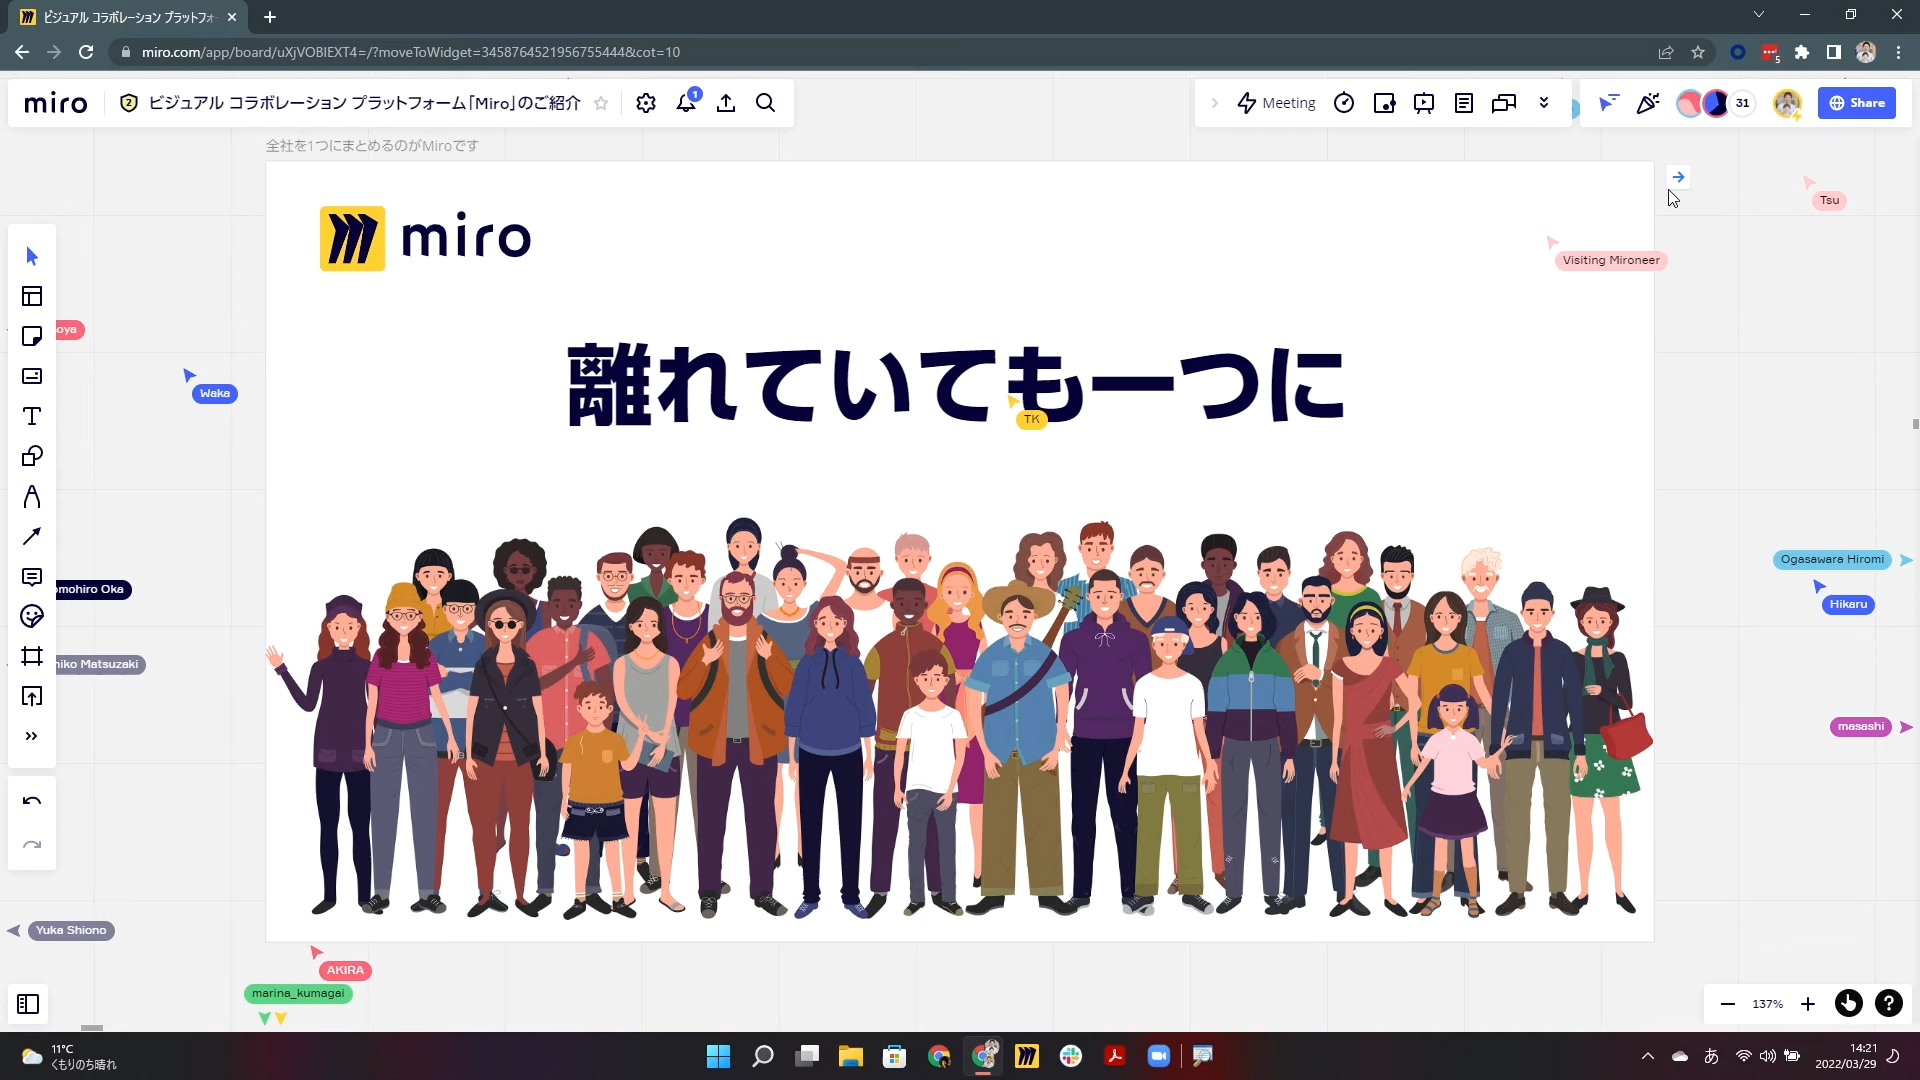 ビジュアル コラボレーション プラットフォ
miro.com/app/board/uXjVOBIEXT4=/?moveToWidget=3458764521956755444&cot=10
5
miro
2
ビジュアル コラボレーション プラットフォーム「Miro」のご紹介
1
Meeting
31
Share
全社を1つにまとめるのがMiroです
miro
Tsu
Visiting Mironeer
oya
離れていても一つに
Waka
TK
Ogasawara Hiromi
omohiro Oka
Hikaru
hiko Matsuzaki
masashi
Yuka Shiono
AKIRA
marina_kumagai
137%
11°C
くもりのち晴れ
あ
14:21
2022/03/29